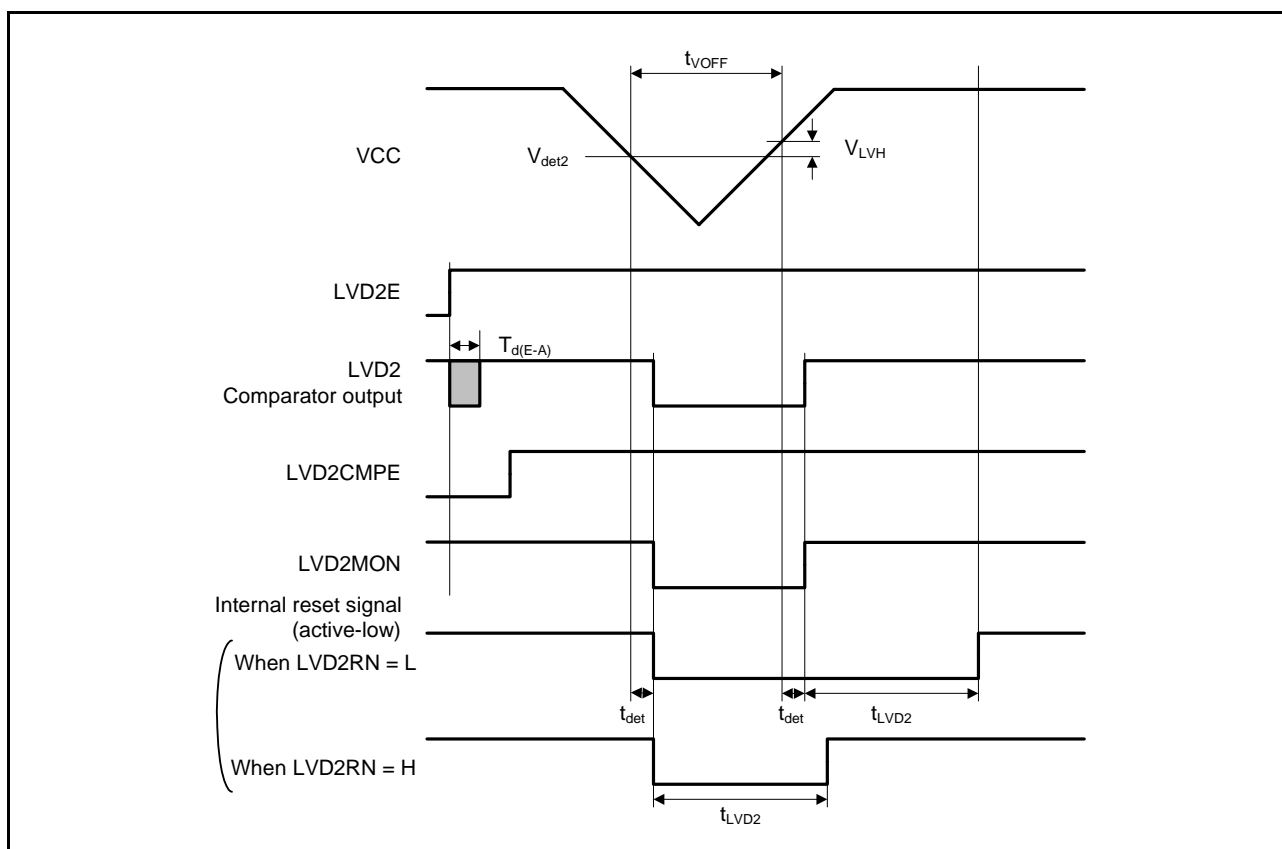 tVOFF
VCC
Vdet2
VLVH
LVD2E
Td(E-A)
LVD2
Comparator output
LVD2CMPE
LVD2MON
Internal reset signal
(active-low)
When LVD2RN = L
tdet
tdet
tLVD2
When LVD2RN = H
tLVD2